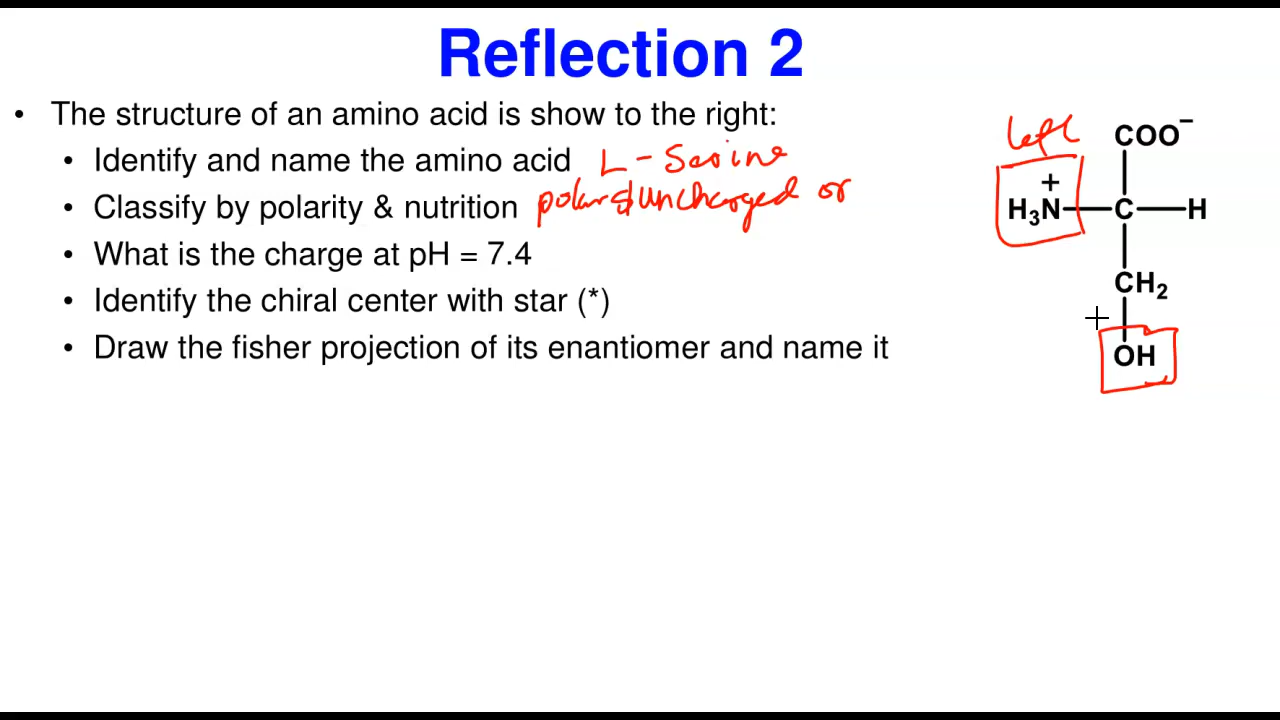 Reflection 2
• The structure of an amino acid is show to the right:
• Identify and name the amino acid L-Serine
• Classify by polarity & nutrition polar & uncharged or
• What is the charge at pH = 7.4
• Identify the chiral center with star (*)
• Draw the fisher projection of its enantiomer and name it
left
COO⁻
+
H₃N—C—H
CH₂
OH